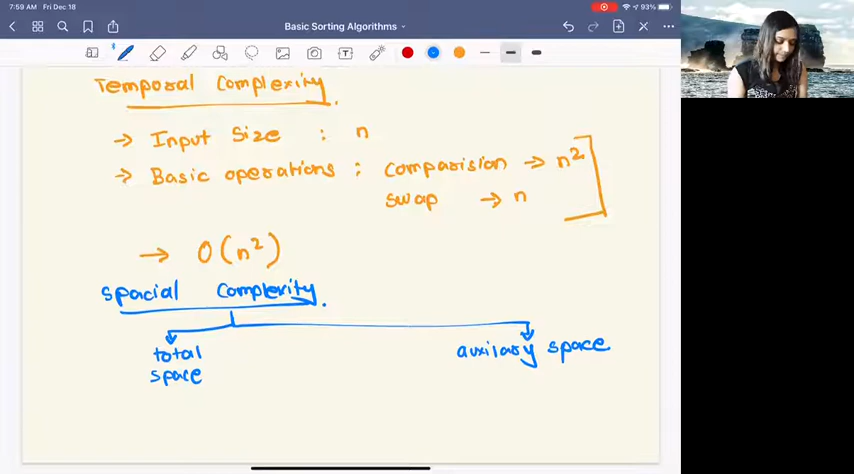 7:59 AM Fri Dec 18
93%
Basic Sorting Algorithms
Temporal Complexity.
→ Input Size : n
→ Basic operations : comparision → n²
swap → n
→ O(n²)
Spacial Complexity.
total space
auxilary space